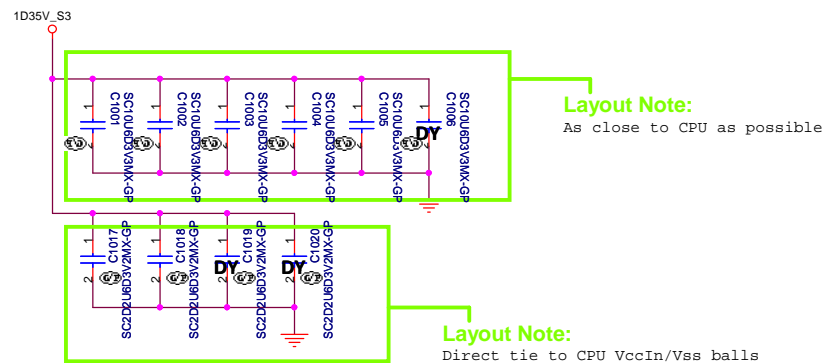 1D35V_S3
1
2
C1001
SC10U6D3V3MX-GP
1
2
C1002
SC10U6D3V3MX-GP
1
2
C1003
SC10U6D3V3MX-GP
1
2
C1004
SC10U6D3V3MX-GP
1
2
C1005
SC10U6D3V3MX-GP
1
2
C1006
SC10U6D3V3MX-GP
DY
Layout Note:
As close to CPU as possible
1
2
C1017
SC2D2U6D3V2MX-GP
1
2
C1018
SC2D2U6D3V2MX-GP
1
2
C1019
SC2D2U6D3V2MX-GP
DY
1
2
C1020
SC2D2U6D3V2MX-GP
DY
Layout Note:
Direct tie to CPU VccIn/Vss balls